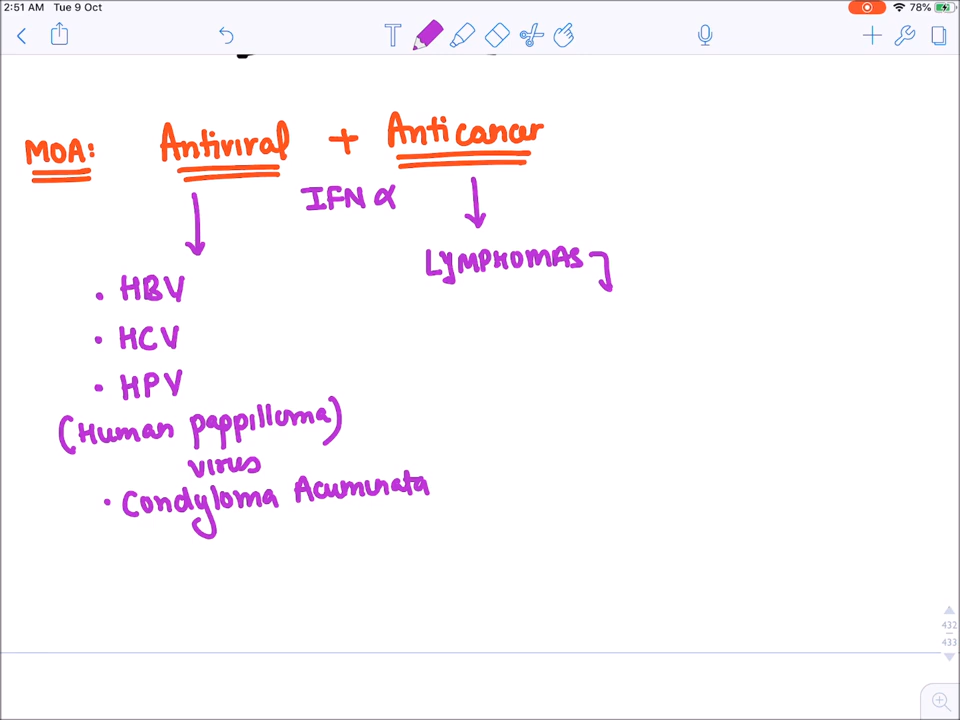 2:51 AM Tue 9 Oct
78%
T
MOA: Antiviral + Anticancer
IFN α
LYMPHOMAS
• HBV
• HCV
• HPV
(Human pappilloma)
virus
• Condyloma Acuminata
432
433